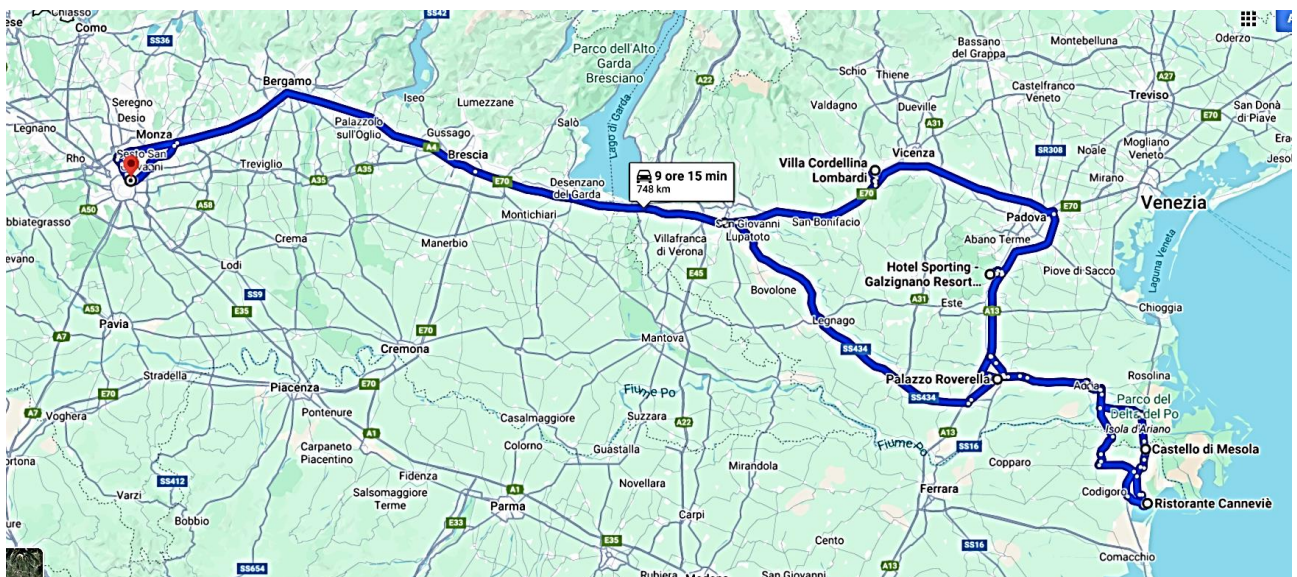 Chiasso
Como
SS36
SS42
Iseo
Lumezzane
Salò
Parco dell'Alto
Garda
Bresciano
Lago di Garda
A22
Schio
Thiene
Bassano
del Grappa
Montebelluna
Oderzo
A27
Treviso
Castelfranco
Veneto
Valdagno
Dueville
A31
Vicenza
San Donà
di Piave
E70
SR308
Noale
Mogliano
Veneto
Mirano
Seregno
Desio
Legnano
Monza
Bergamo
Palazzolo
sull'Oglio
Gussago
A4
Brescia
E70
Rho
Treviglio
A35
A35
Desenzano
del Garda
9 ore 15 min
748 km
Villa Cordellina
Lombardi
E70
E70
Venezia
Padova
Abano Terme
Piove di Sacco
Laguna Veneta
Chioggia
A50
A58
Crema
Montichiari
Manerbio
Villafranca
di Verona
San Giovanni
Lupatoto
San Bonifacio
E45
Bovolone
Hotel Sporting -
Galzignano Resort...
A31
Este
A13
Lodi
SS9
E35
A53
A7
Pavia
Cremona
E70
Mantova
Legnago
SS434
Palazzo Roverella
SS434
Adria
Rosolina
Parco del
Delta del Po
Isola d'Ariano
Castello di Mesola
Stradella
Piacenza
E70
Voghera
A7
Pontenure
A1
Carpaneto
Piacentino
Casalmaggiore
Colorno
Fiume Po
Suzzara
A22
Guastalla
Fiume Po
A13
SS16
Copparo
Codigoro
Ristorante Canneviè
Fidenza
Salsomaggiore
Terme
SS412
Varzi
Bobbio
A1
Parma
E33
Novellara
Mirandola
Carpi
E35
Ferrara
Cento
SS16
Comacchio
SS654
Rubiera
A13
San Giovanni